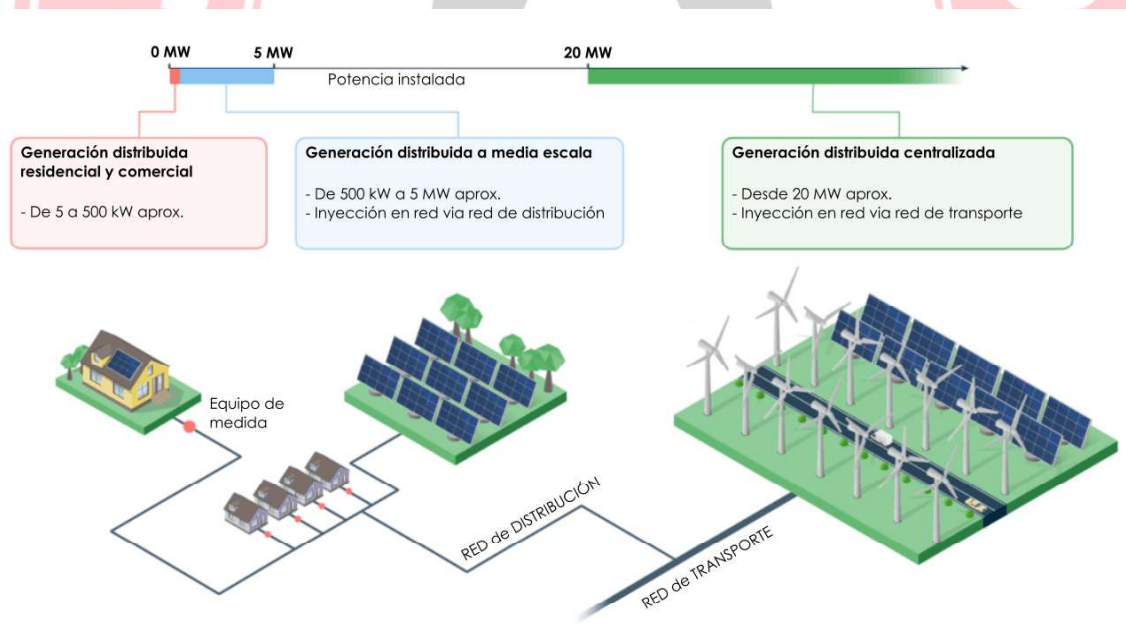 0 MW
5 MW
20 MW
Potencia instalada
Generación distribuida
residencial y comercial
- De 5 a 500 kW aprox.
Generación distribuida a media escala
- De 500 kW a 5 MW aprox.
- Inyección en red via red de distribución
Generación distribuida centralizada
- Desde 20 MW aprox.
- Inyección en red via red de transporte
Equipo de
medida
RED de DISTRIBUCIÓN
RED de TRANSPORTE